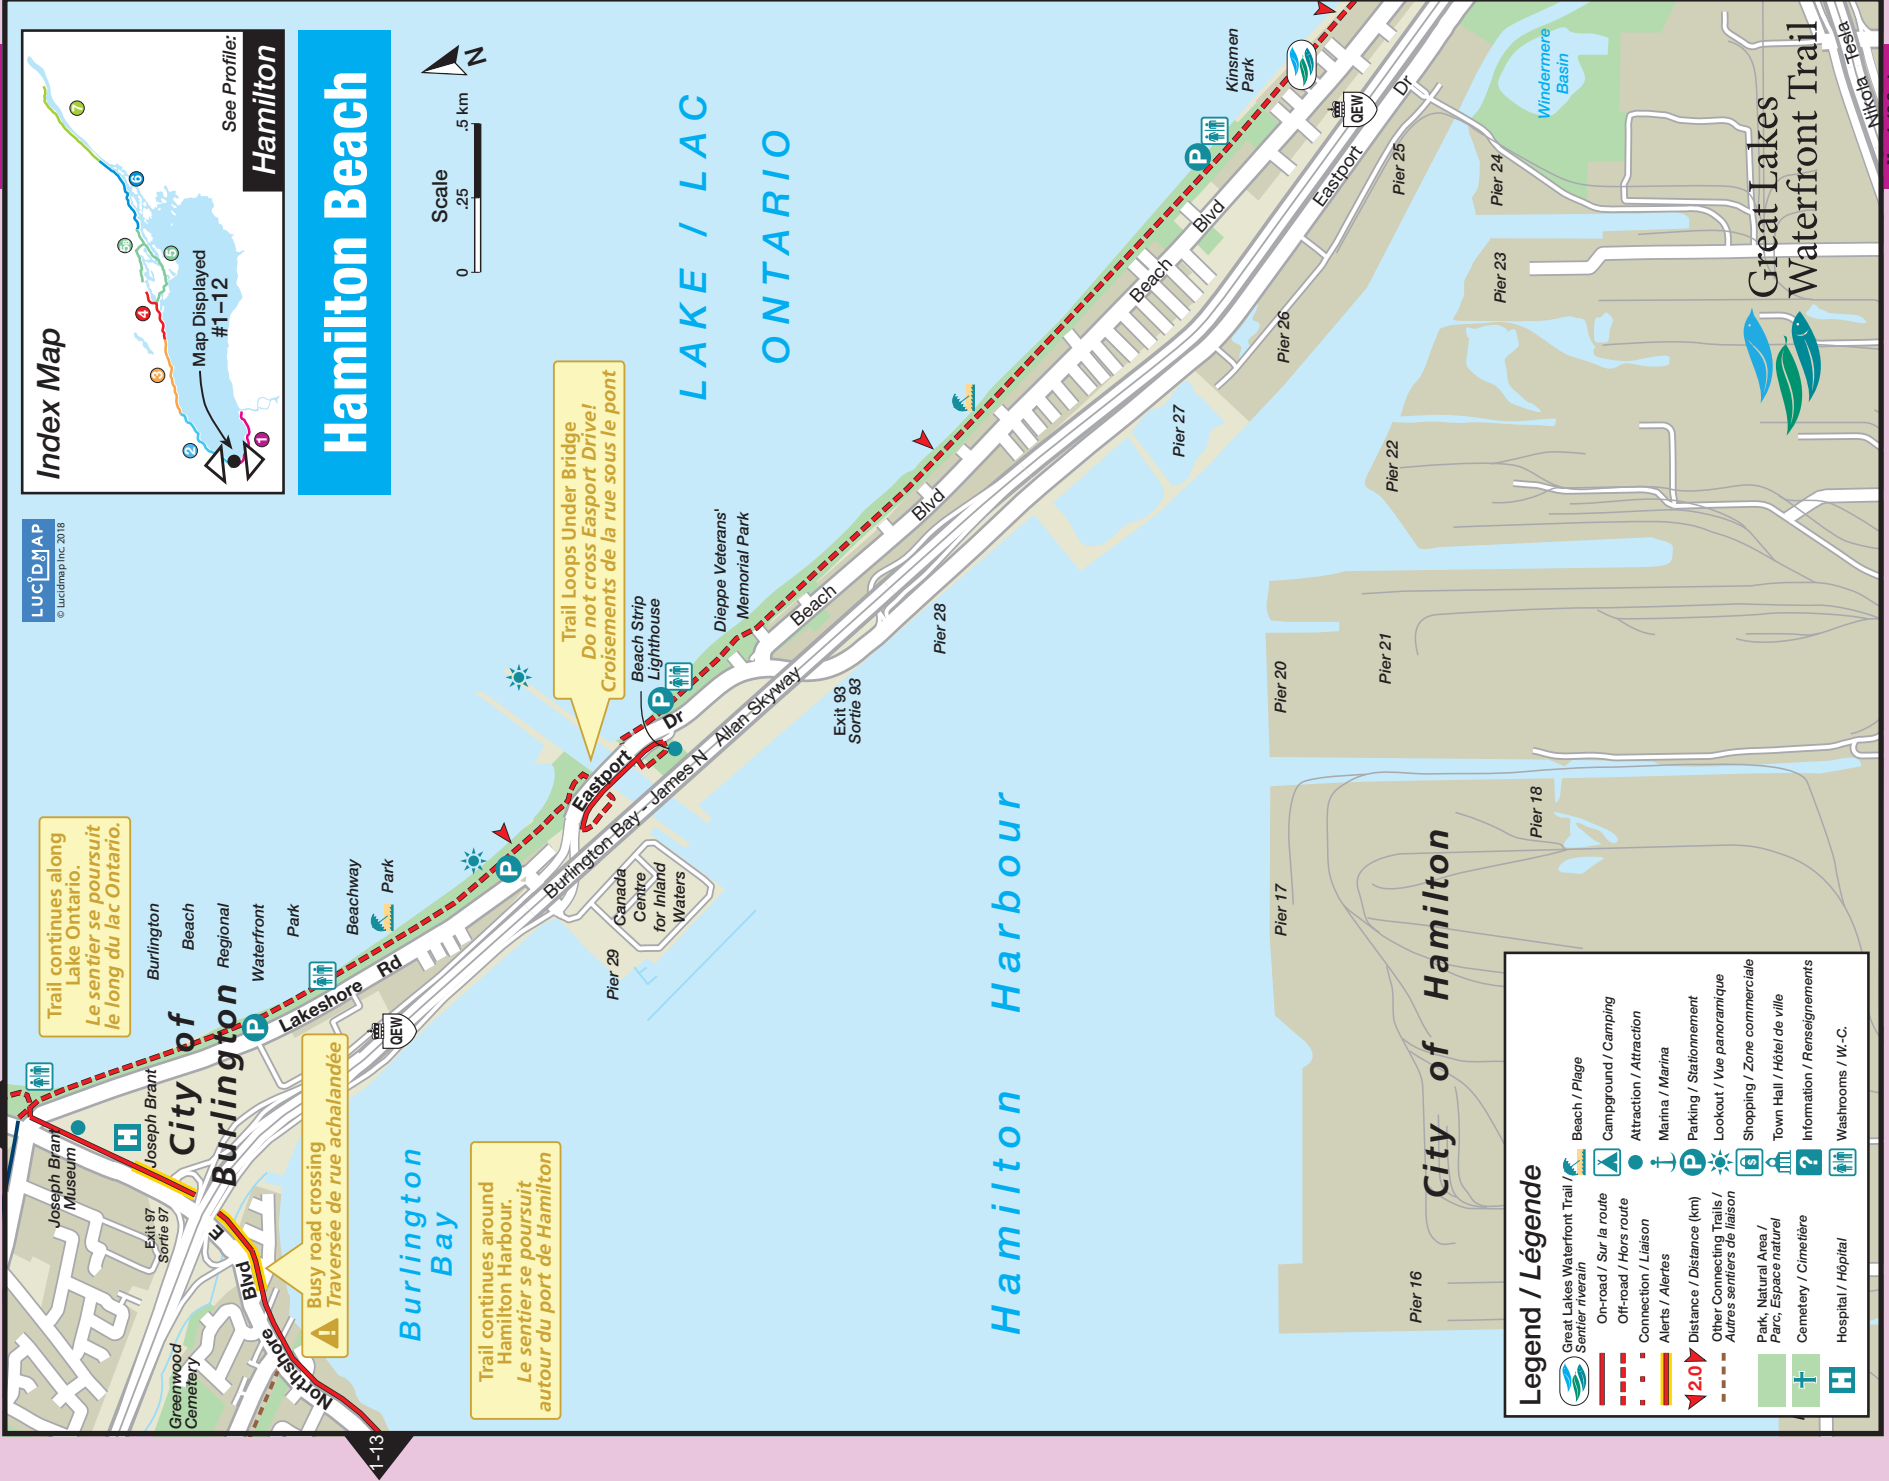 Index Map
Map Displayed
#1–12
See Profile:
Hamilton
1
2
3
4
5
5a
6
7
LUCIDMAP
© Lucidmap Inc. 2018
Hamilton Beach
Scale
0
.25
.5 km
N
LAKE / LAC
ONTARIO
Trail continues along
Lake Ontario.
Le sentier se poursuit
le long du lac Ontario.
Trail Loops Under Bridge
Do not cross Easport Drive!
Croisements de la rue sous le pont
Busy road crossing
Traversée de rue achalandée
Trail continues around
Hamilton Harbour.
Le sentier se poursuit
autour du port de Hamilton
Burlington
Beach
Regional
Waterfront
Park
Beachway
Park
City of
Burlington
Joseph Brant
Museum
Joseph Brant
H
Exit 97
Sortie 97
Greenwood
Cemetery
Northshore
Blvd
E
1-13
Burlington
Bay
Lakeshore
Rd
QEW
P
P
P
P
Canada
Centre
for Inland
Waters
Pier 29
Burlington Bay - James N Allan Skyway
Eastport
Dr
Beach Strip
Lighthouse
Dieppe Veterans'
Memorial Park
Exit 93
Sortie 93
Beach
Blvd
Beach
Blvd
Kinsmen
Park
QEW
Eastport
Dr
Windermere
Basin
Nikola Tesla
Pier 28
Pier 27
Pier 26
Pier 25
Pier 24
Pier 23
Pier 22
Pier 21
Pier 20
Pier 18
Pier 17
Pier 16
Hamilton Harbour
City of Hamilton
Great Lakes
Waterfront Trail
Legend / Légende
Great Lakes Waterfront Trail /
Sentier riverain
On-road / Sur la route
Off-road / Hors route
Connection / Liaison
Alerts / Alertes
2.0
Distance / Distance (km)
Other Connecting Trails /
Autres sentiers de liaison
Park, Natural Area /
Parc, Espace naturel
Cemetery / Cimetière
H
Hospital / Hôpital
Beach / Plage
Campground / Camping
Attraction / Attraction
Marina / Marina
P
Parking / Stationnement
Lookout / Vue panoramique
$
Shopping / Zone commerciale
Town Hall / Hôtel de ville
?
Information / Renseignements
Washrooms / W.-C.